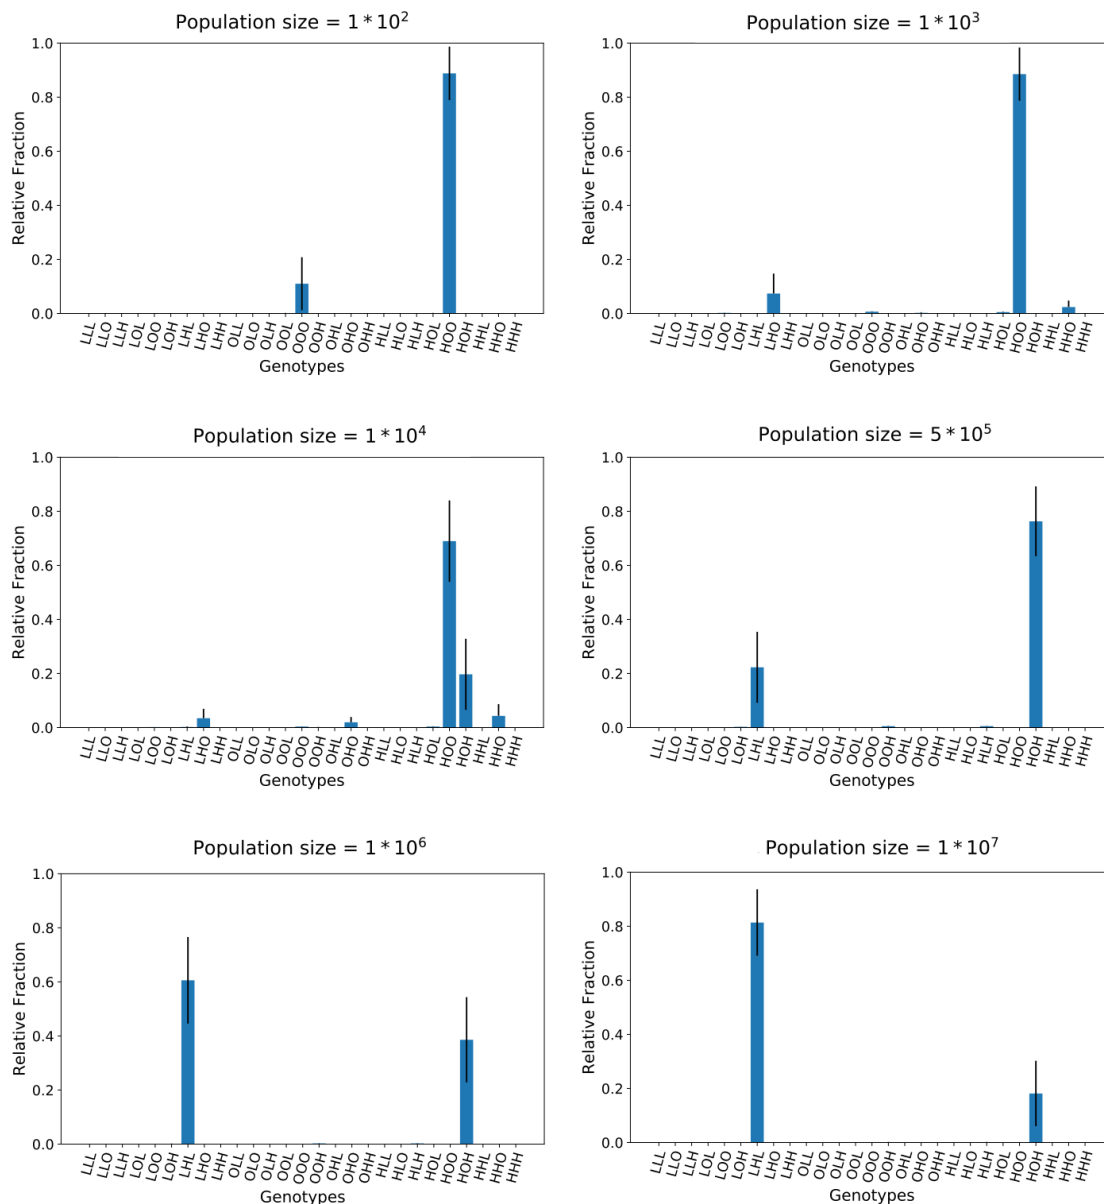 Population size = 1 * 10²
Relative Fraction
1.0
0.8
0.6
0.4
0.2
0.0
LLL LLO LLH LOL LOO LOH LHL LHO LHH OLL OLO OLH OOL OOO OOH OHL OHO OHH HLL HLO HLH HOL HOO HOH HHL HHO HHH
Genotypes
Population size = 1 * 10³
Relative Fraction
1.0
0.8
0.6
0.4
0.2
0.0
LLL LLO LLH LOL LOO LOH LHL LHO LHH OLL OLO OLH OOL OOO OOH OHL OHO OHH HLL HLO HLH HOL HOO HOH HHL HHO HHH
Genotypes
Population size = 1 * 10⁴
Relative Fraction
1.0
0.8
0.6
0.4
0.2
0.0
LLL LLO LLH LOL LOO LOH LHL LHO LHH OLL OLO OLH OOL OOO OOH OHL OHO OHH HLL HLO HLH HOL HOO HOH HHL HHO HHH
Genotypes
Population size = 5 * 10⁵
Relative Fraction
1.0
0.8
0.6
0.4
0.2
0.0
LLL LLO LLH LOL LOO LOH LHL LHO LHH OLL OLO OLH OOL OOO OOH OHL OHO OHH HLL HLO HLH HOL HOO HOH HHL HHO HHH
Genotypes
Population size = 1 * 10⁶
Relative Fraction
1.0
0.8
0.6
0.4
0.2
0.0
LLL LLO LLH LOL LOO LOH LHL LHO LHH OLL OLO OLH OOL OOO OOH OHL OHO OHH HLL HLO HLH HOL HOO HOH HHL HHO HHH
Genotypes
Population size = 1 * 10⁷
Relative Fraction
1.0
0.8
0.6
0.4
0.2
0.0
LLL LLO LLH LOL LOO LOH LHL LHO LHH OLL OLO OLH OOL OOO OOH OHL OHO OHH HLL HLO HLH HOL HOO HOH HHL HHO HHH
Genotypes